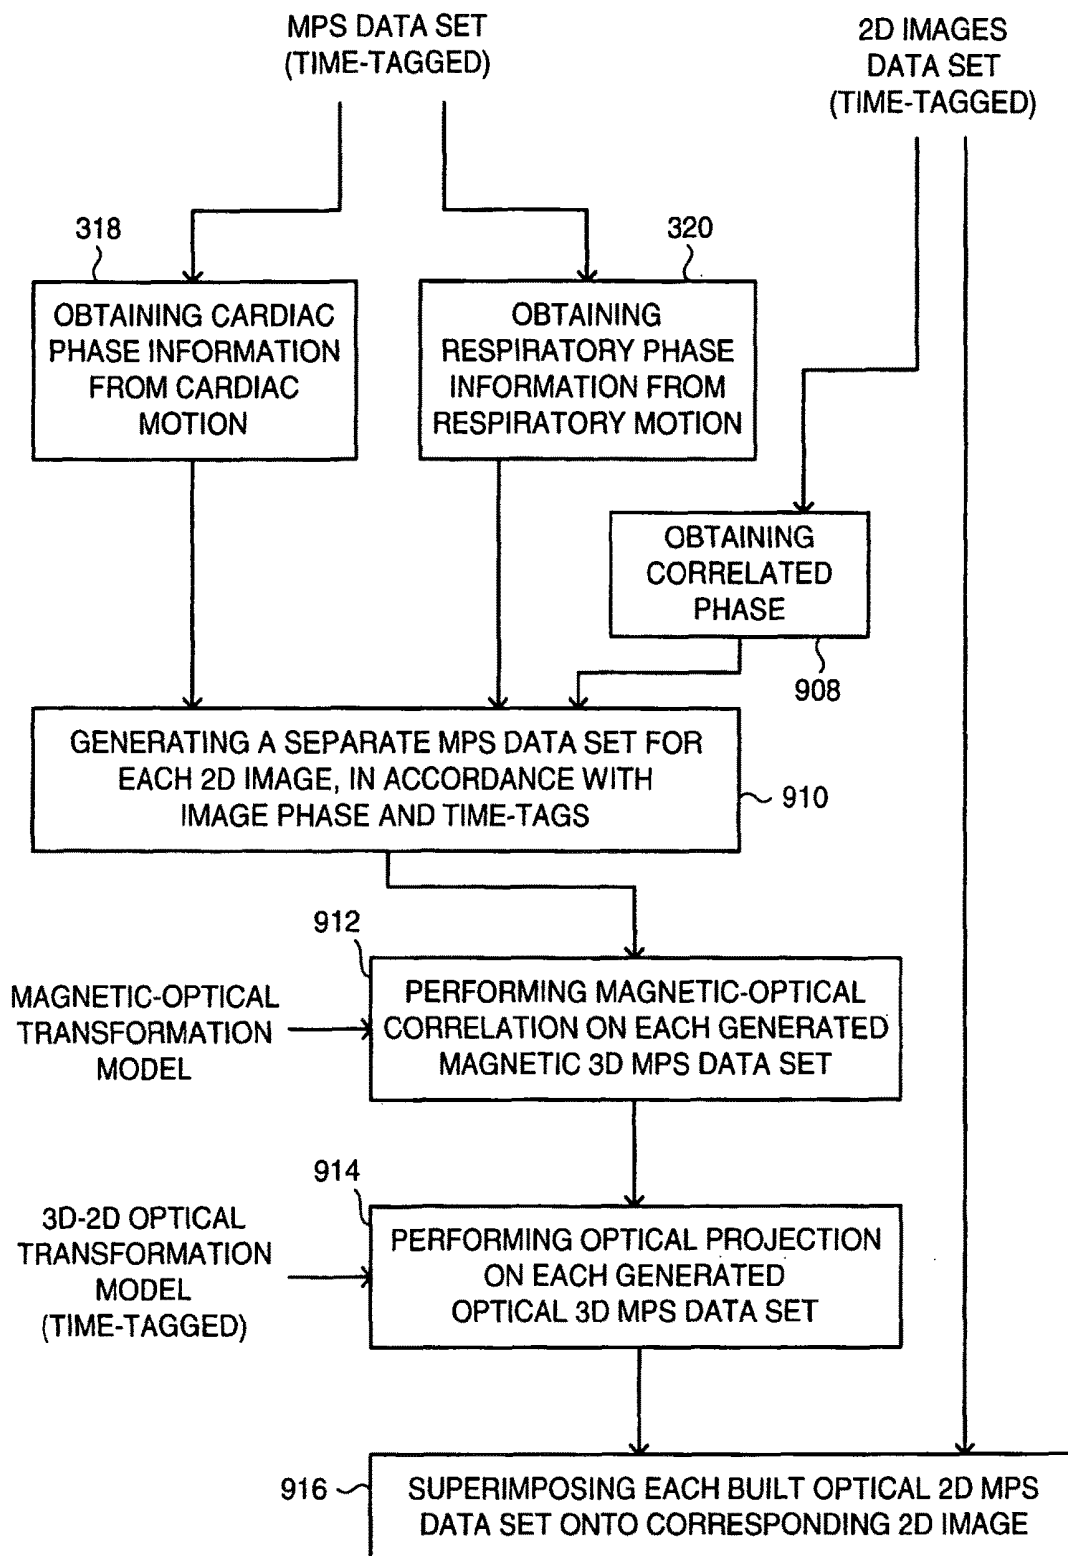 MPS DATA SET
(TIME-TAGGED)
2D IMAGES
DATA SET
(TIME-TAGGED)
318
320
OBTAINING CARDIAC
PHASE INFORMATION
FROM CARDIAC
MOTION
OBTAINING
RESPIRATORY PHASE
INFORMATION FROM
RESPIRATORY MOTION
OBTAINING
CORRELATED
PHASE
908
GENERATING A SEPARATE MPS DATA SET FOR
EACH 2D IMAGE, IN ACCORDANCE WITH
IMAGE PHASE AND TIME-TAGS
910
912
MAGNETIC-OPTICAL
TRANSFORMATION
MODEL
PERFORMING MAGNETIC-OPTICAL
CORRELATION ON EACH GENERATED
MAGNETIC 3D MPS DATA SET
914
3D-2D OPTICAL
TRANSFORMATION
MODEL
(TIME-TAGGED)
PERFORMING OPTICAL PROJECTION
ON EACH GENERATED
OPTICAL 3D MPS DATA SET
916
SUPERIMPOSING EACH BUILT OPTICAL 2D MPS
DATA SET ONTO CORRESPONDING 2D IMAGE